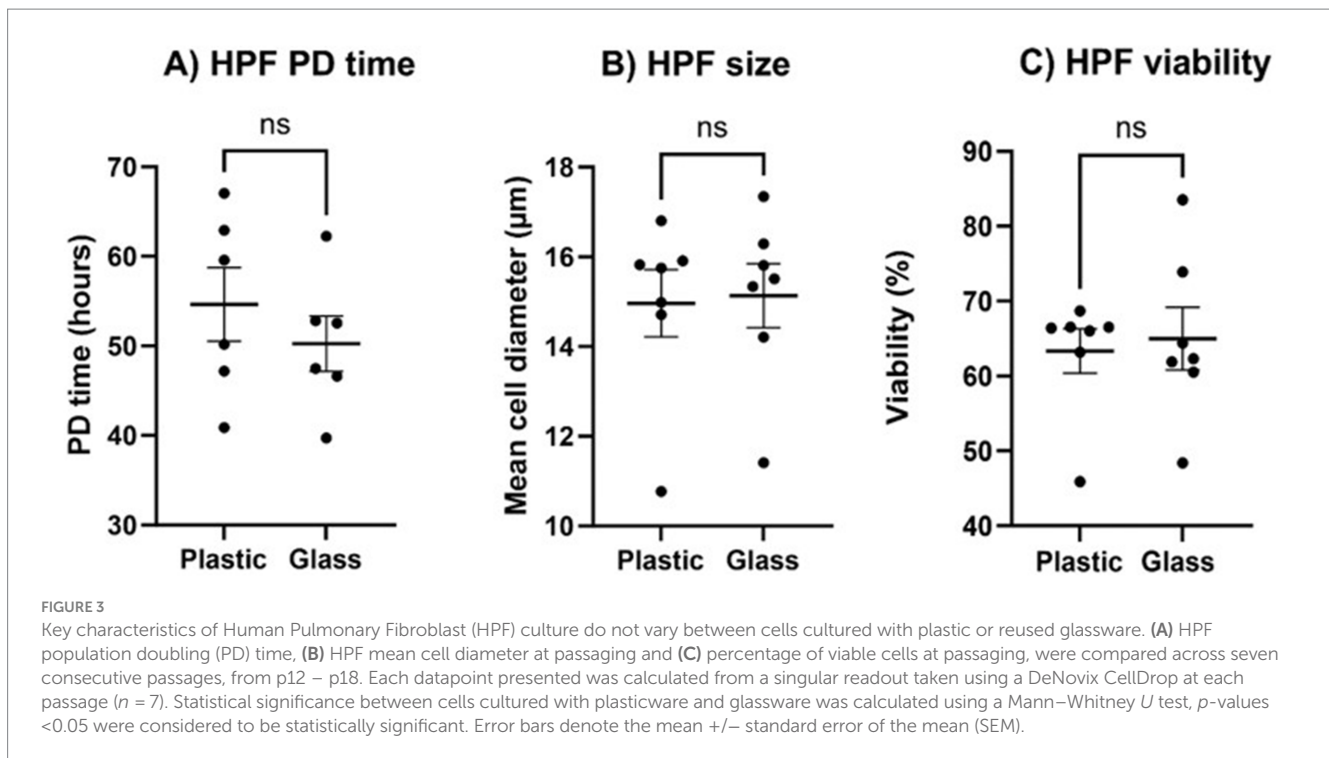 A) HPF PD time
B) HPF size
C) HPF viability
ns
ns
ns
PD time (hours)
70
60
50
40
30
Plastic Glass
Mean cell diameter (µm)
18
16
14
12
10
Plastic Glass
Viability (%)
90
80
70
60
50
40
Plastic Glass
FIGURE 3
Key characteristics of Human Pulmonary Fibroblast (HPF) culture do not vary between cells cultured with plastic or reused glassware. (A) HPF
population doubling (PD) time, (B) HPF mean cell diameter at passaging and (C) percentage of viable cells at passaging, were compared across seven
consecutive passages, from p12 – p18. Each datapoint presented was calculated from a singular readout taken using a DeNovix CellDrop at each
passage (n = 7). Statistical significance between cells cultured with plasticware and glassware was calculated using a Mann–Whitney U test, p-values
<0.05 were considered to be statistically significant. Error bars denote the mean +/− standard error of the mean (SEM).